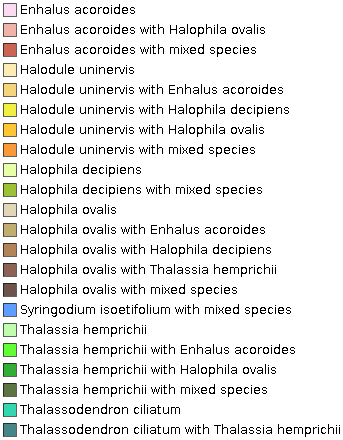 Enhalus acoroides
Enhalus acoroides with Halophila ovalis
Enhalus acoroides with mixed species
Halodule uninervis
Halodule uninervis with Enhalus acoroides
Halodule uninervis with Halophila decipiens
Halodule uninervis with Halophila ovalis
Halodule uninervis with mixed species
Halophila decipiens
Halophila decipiens with mixed species
Halophila ovalis
Halophila ovalis with Enhalus acoroides
Halophila ovalis with Halophila decipiens
Halophila ovalis with Thalassia hemprichii
Halophila ovalis with mixed species
Syringodium isoetifolium with mixed species
Thalassia hemprichii
Thalassia hemprichii with Enhalus acoroides
Thalassia hemprichii with Halophila ovalis
Thalassia hemprichii with mixed species
Thalassodendron ciliatum
Thalassodendron ciliatum with Thalassia hemprichii